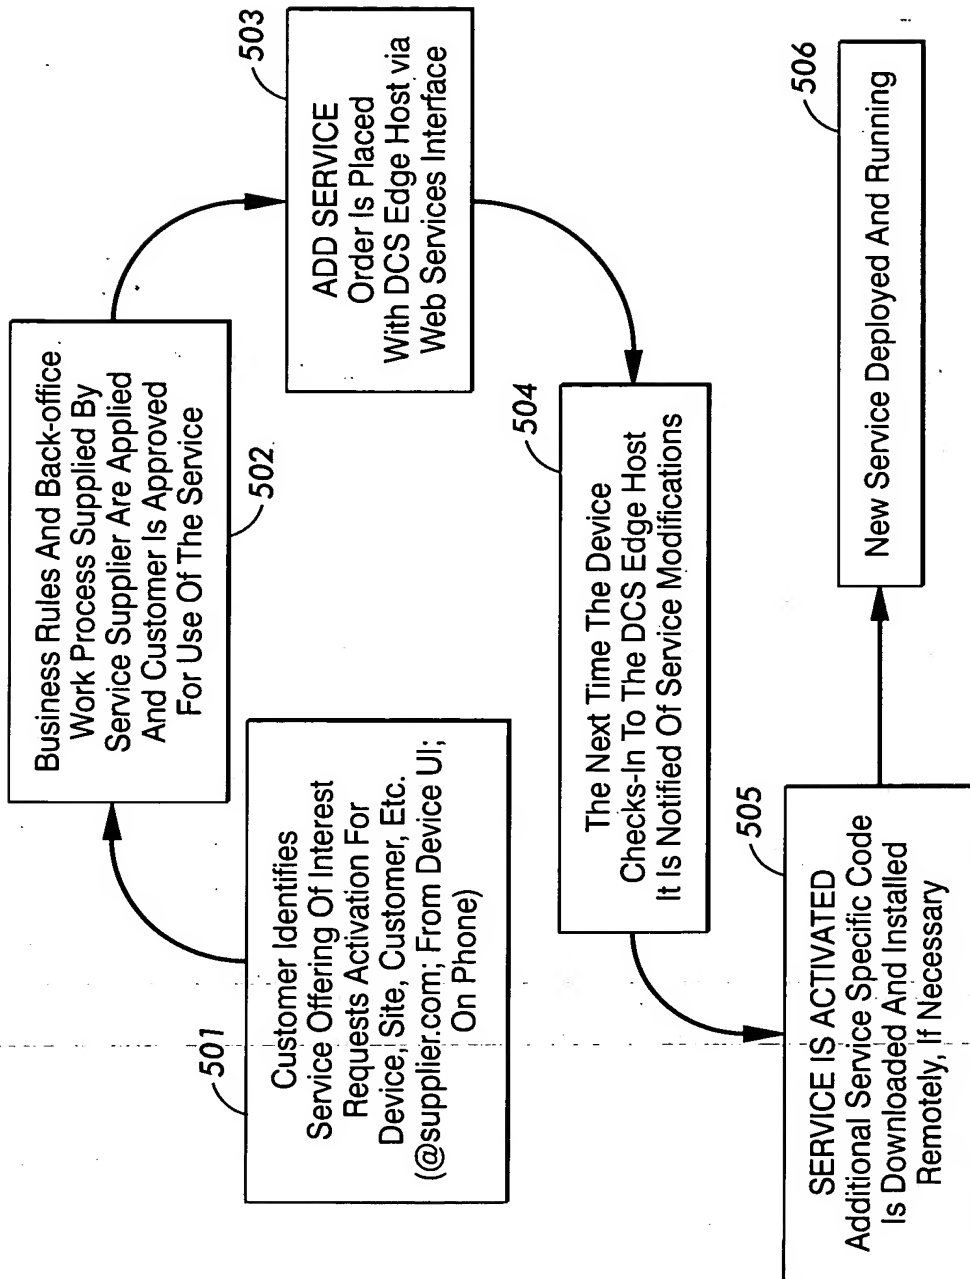 501
Customer Identifies
Service Offering Of Interest
Requests Activation For
Device, Site, Customer, Etc.
(@supplier.com; From Device UI;
On Phone)
Business Rules And Back-office
Work Process Supplied By
Service Supplier Are Applied
And Customer Is Approved
For Use Of The Service
502
503
ADD SERVICE
Order Is Placed
With DCS Edge Host via
Web Services Interface
504
The Next Time The Device
Checks-In To The DCS Edge Host
It Is Notified Of Service Modifications
505
SERVICE IS ACTIVATED
Additional Service Specific Code
Is Downloaded And Installed
Remotely, If Necessary
506
New Service Deployed And Running